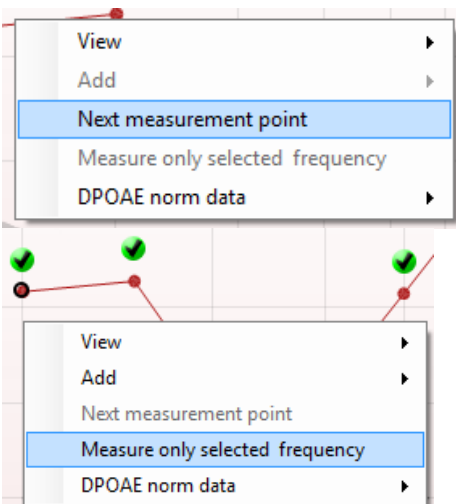 View
Add
Next measurement point
Measure only selected frequency
DPOAE norm data
View
Add
Next measurement point
Measure only selected frequency
DPOAE norm data